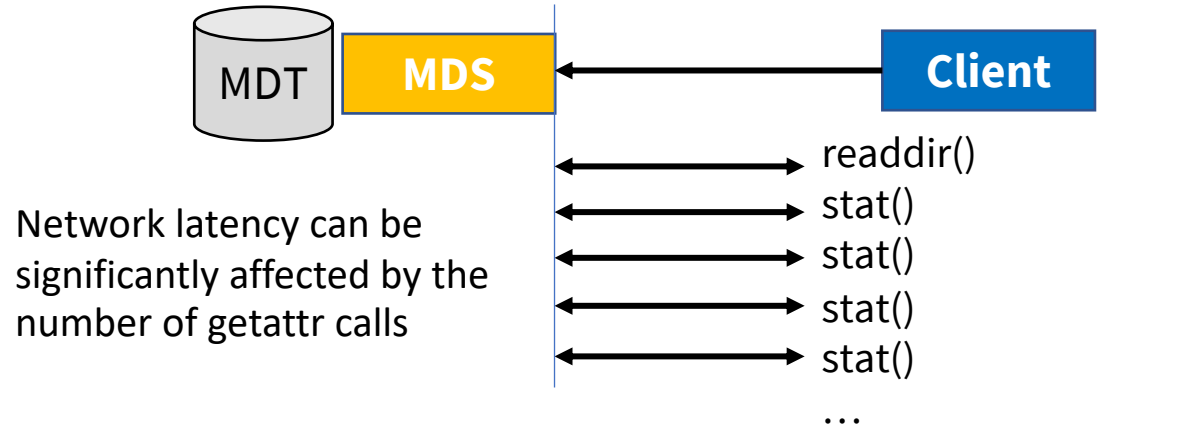 MDT
MDS
Client
readdir()
stat()
stat()
stat()
stat()
…
Network latency can be
significantly affected by the
number of getattr calls